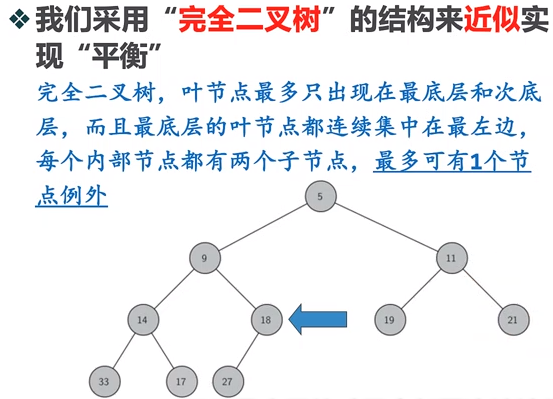 ❖我们采用“完全二叉树”的结构来近似实
现“平衡”
完全二叉树，叶节点最多只出现在最底层和次底
层，而且最底层的叶节点都连续集中在最左边，
每个内部节点都有两个子节点，最多可有1个节
点例外
5
9 11
14 18 19 21
33 17 27